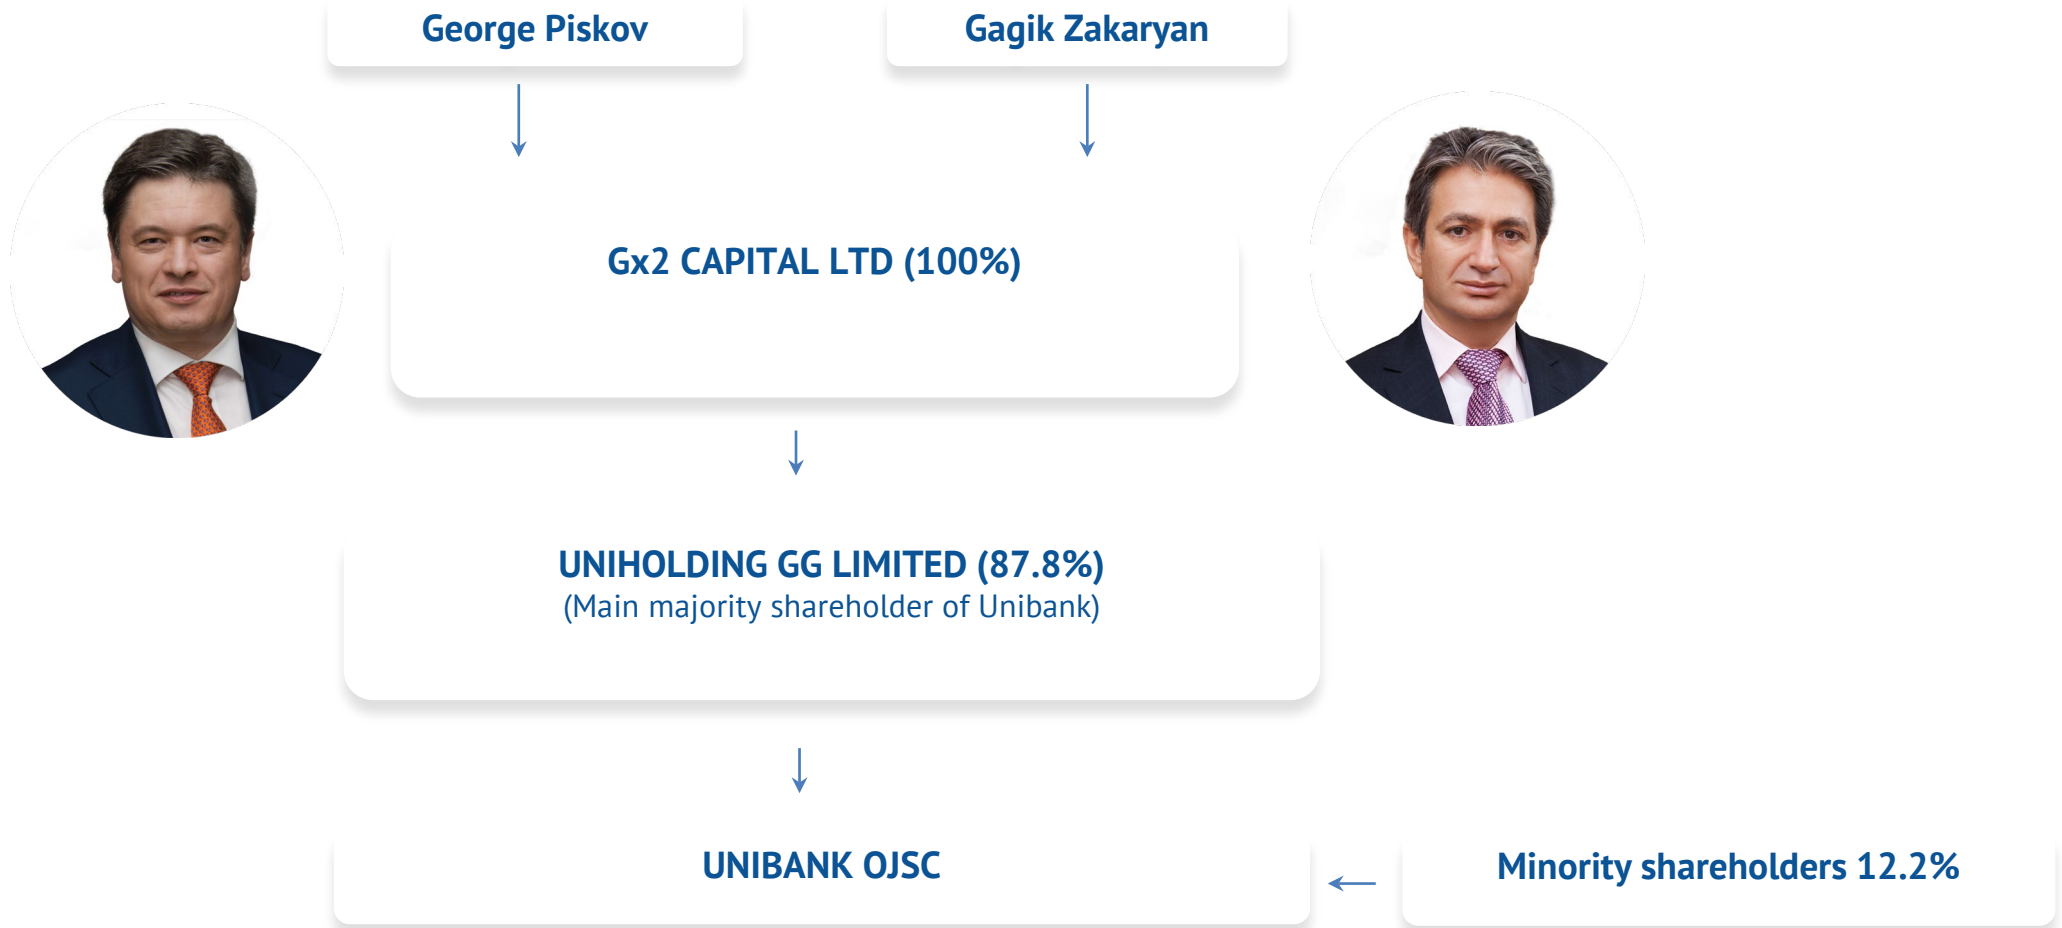 George Piskov
Gagik Zakaryan
Gx2 CAPITAL LTD (100%)
UNIHOLDING GG LIMITED (87.8%)
(Main majority shareholder of Unibank)
UNIBANK OJSC
Minority shareholders 12.2%